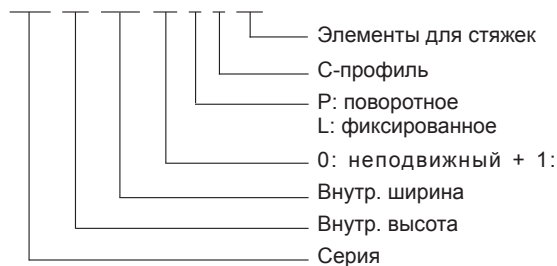 Элементы для стяжек
С-профиль
P: поворотное
L: фиксированное
0: неподвижный + 1:
Внутр. ширина
Внутр. высота
Серия